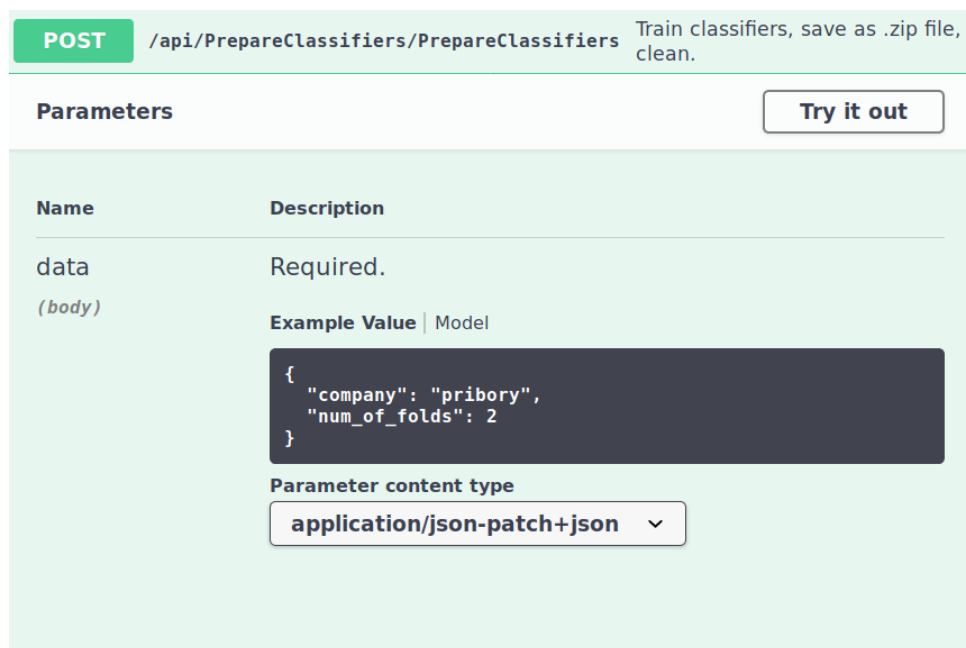 POST /api/PrepareClassifiers/PrepareClassifiers Train classifiers, save as .zip file,
clean.
Parameters Try it out
Name Description
data Required.
(body)
Example Value Model
{
"company": "pribory",
"num_of_folds": 2
}
Parameter content type
application/json-patch+json